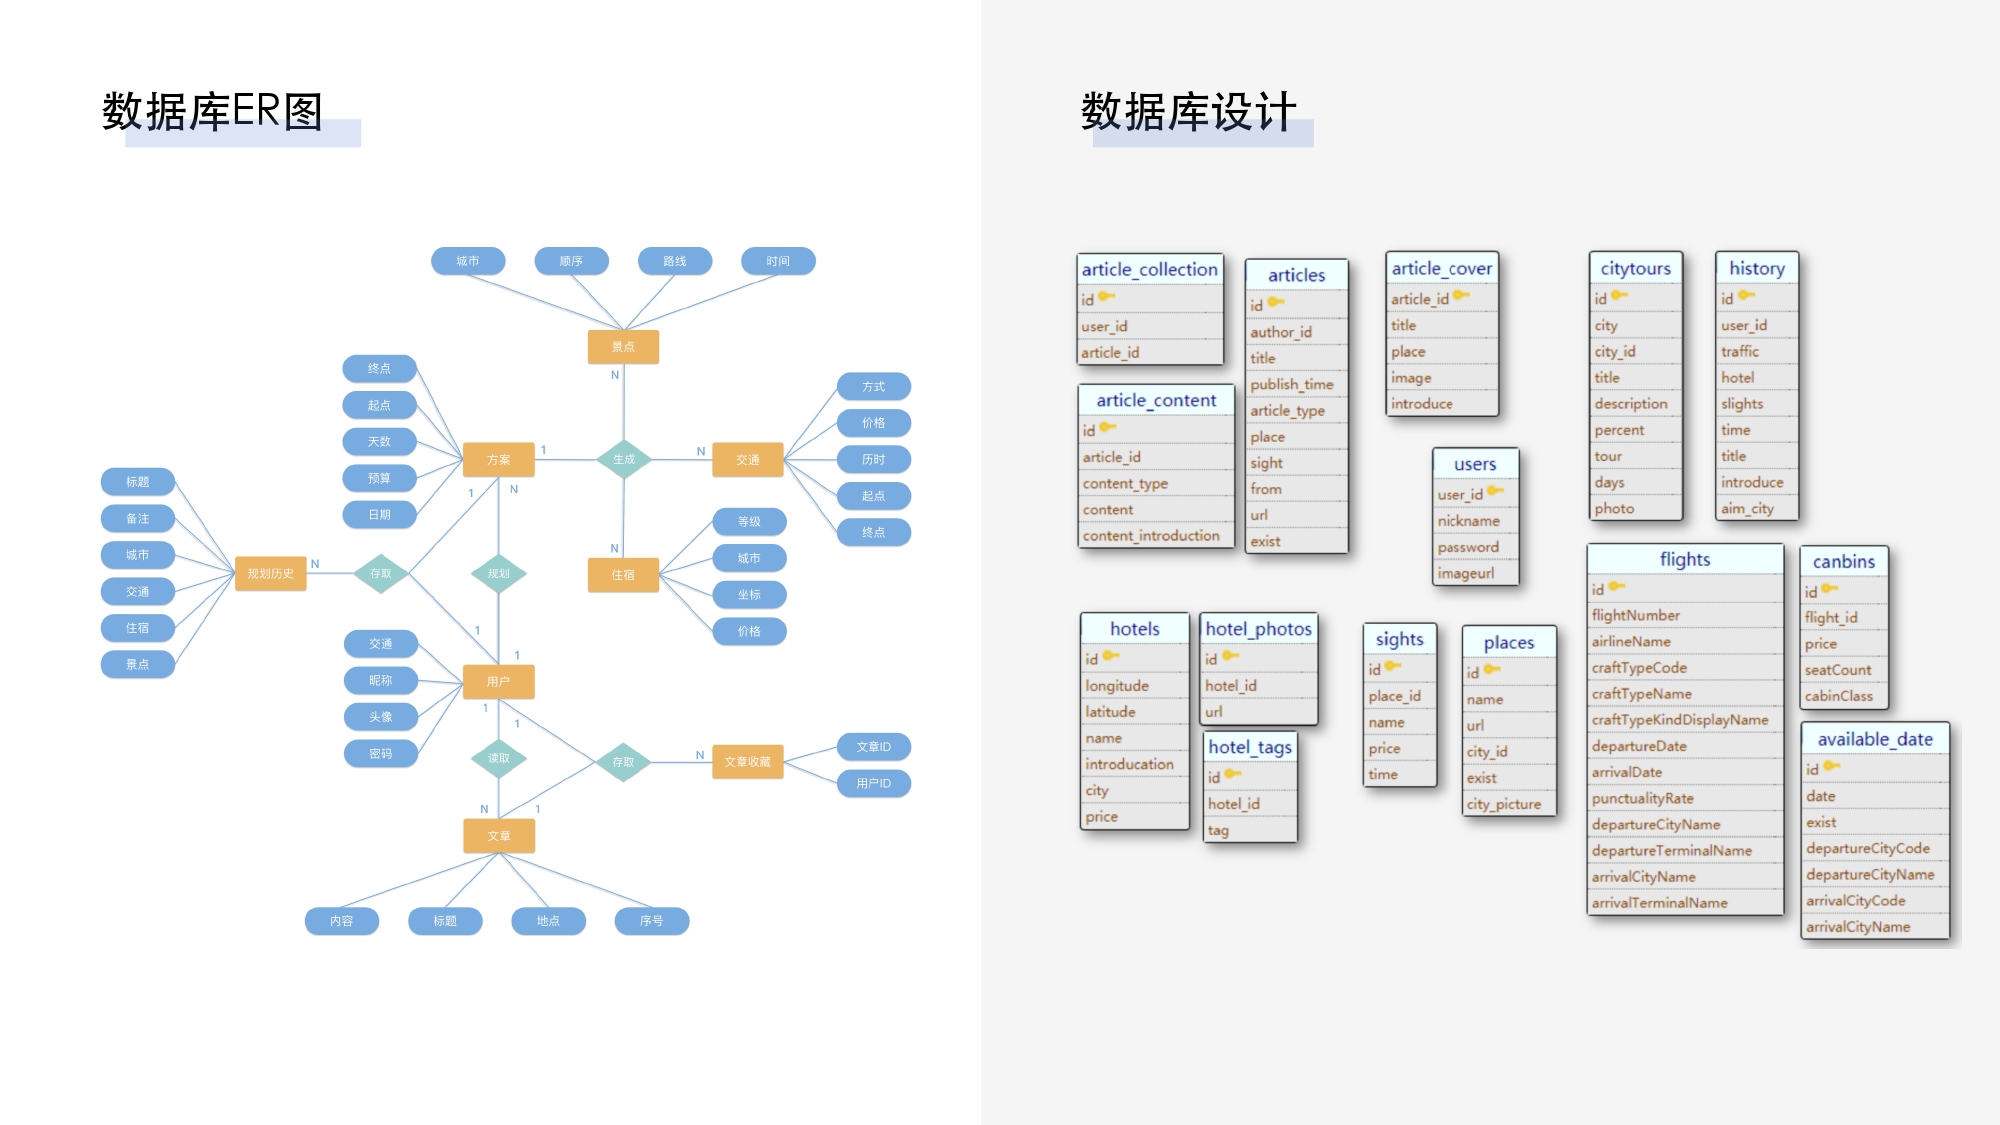 数据库ER图
城市
顺序
路线
时间
景点
N
终点
起点
天数
预算
日期
方案
1
生成
N
交通
方式
价格
历时
起点
终点
1
N
标题
备注
城市
交通
住宿
景点
规划历史
N
存取
规划
N
住宿
等级
城市
坐标
价格
1
1
交通
昵称
头像
密码
用户
1
1
读取
存取
N
文章收藏
文章ID
用户ID
N
1
文章
内容
标题
地点
序号
数据库设计
article_collection
id
user_id
article_id
article_content
id
article_id
content_type
content
content_introduction
articles
id
author_id
title
publish_time
article_type
place
sight
from
url
exist
article_cover
article_id
title
place
image
introduce
users
user_id
nickname
password
imageurl
citytours
id
city
city_id
title
description
percent
tour
days
photo
history
id
user_id
traffic
hotel
slights
time
title
introduce
aim_city
hotels
id
longitude
latitude
name
introducation
city
price
hotel_photos
id
hotel_id
url
hotel_tags
id
hotel_id
tag
sights
id
place_id
name
price
time
places
id
name
url
city_id
exist
city_picture
flights
id
flightNumber
airlineName
craftTypeCode
craftTypeName
craftTypeKindDisplayName
departureDate
arrivalDate
punctualityRate
departureCityName
departureTerminalName
arrivalCityName
arrivalTerminalName
canbins
id
flight_id
price
seatCount
cabinClass
available_date
id
date
exist
departureCityCode
departureCityName
arrivalCityCode
arrivalCityName